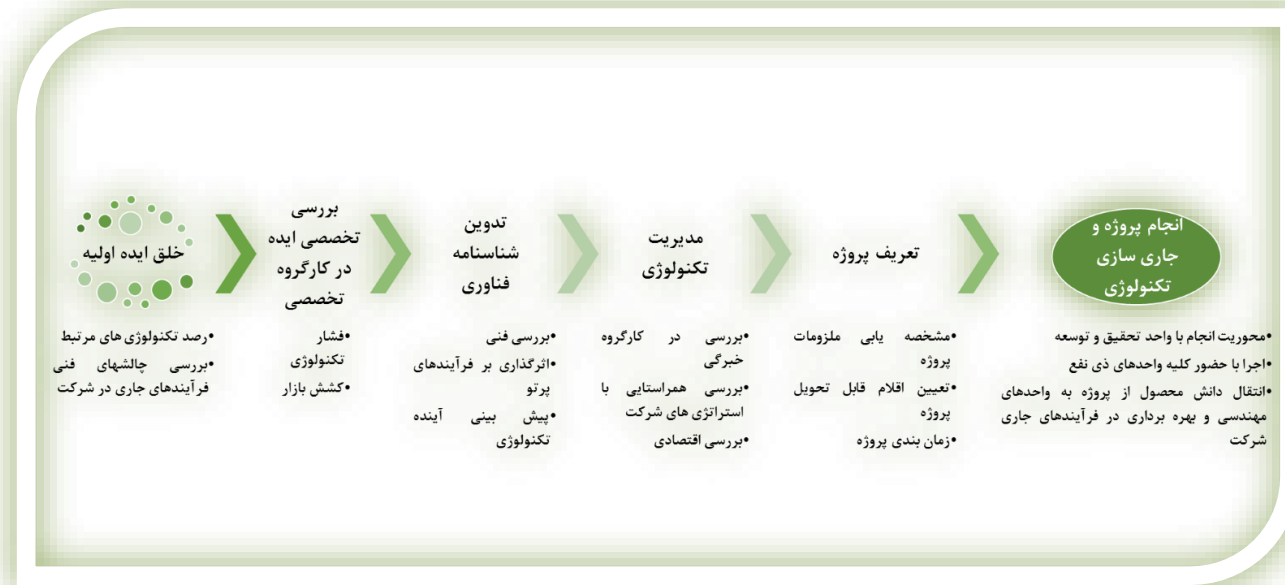 خلق ایده اولیه
•رصد تکنولوژی های مرتبط
•بررسی چالشهای فنی
فرآیندهای جاری در شرکت
بررسی
تخصصی ایده
در کارگروه
تخصصی
•فشار
تکنولوژی
•کشش بازار
تدوین
شناسنامه
فناوری
•بررسی فنی
•اثرگذاری بر فرآیندهای
پرتو
•پیش بینی آینده
تکنولوژی
مدیریت
تکنولوژی
•بررسی در کارگروه
خبرگی
•بررسی همراستایی با
استراتژی های شرکت
•بررسی اقتصادی
تعریف پروژه
•مشخصه یابی ملزومات
پروژه
•تعیین اقلام قابل تحویل
پروژه
•زمان بندی پروژه
انجام پروژه و
جاری سازی
تکنولوژی
•محوریت انجام با واحد تحقیق و توسعه
•اجرا با حضور کلیه واحدهای ذی نفع
•انتقال دانش محصول از پروژه به واحدهای
مهندسی و بهره برداری در فرآیندهای جاری
شرکت